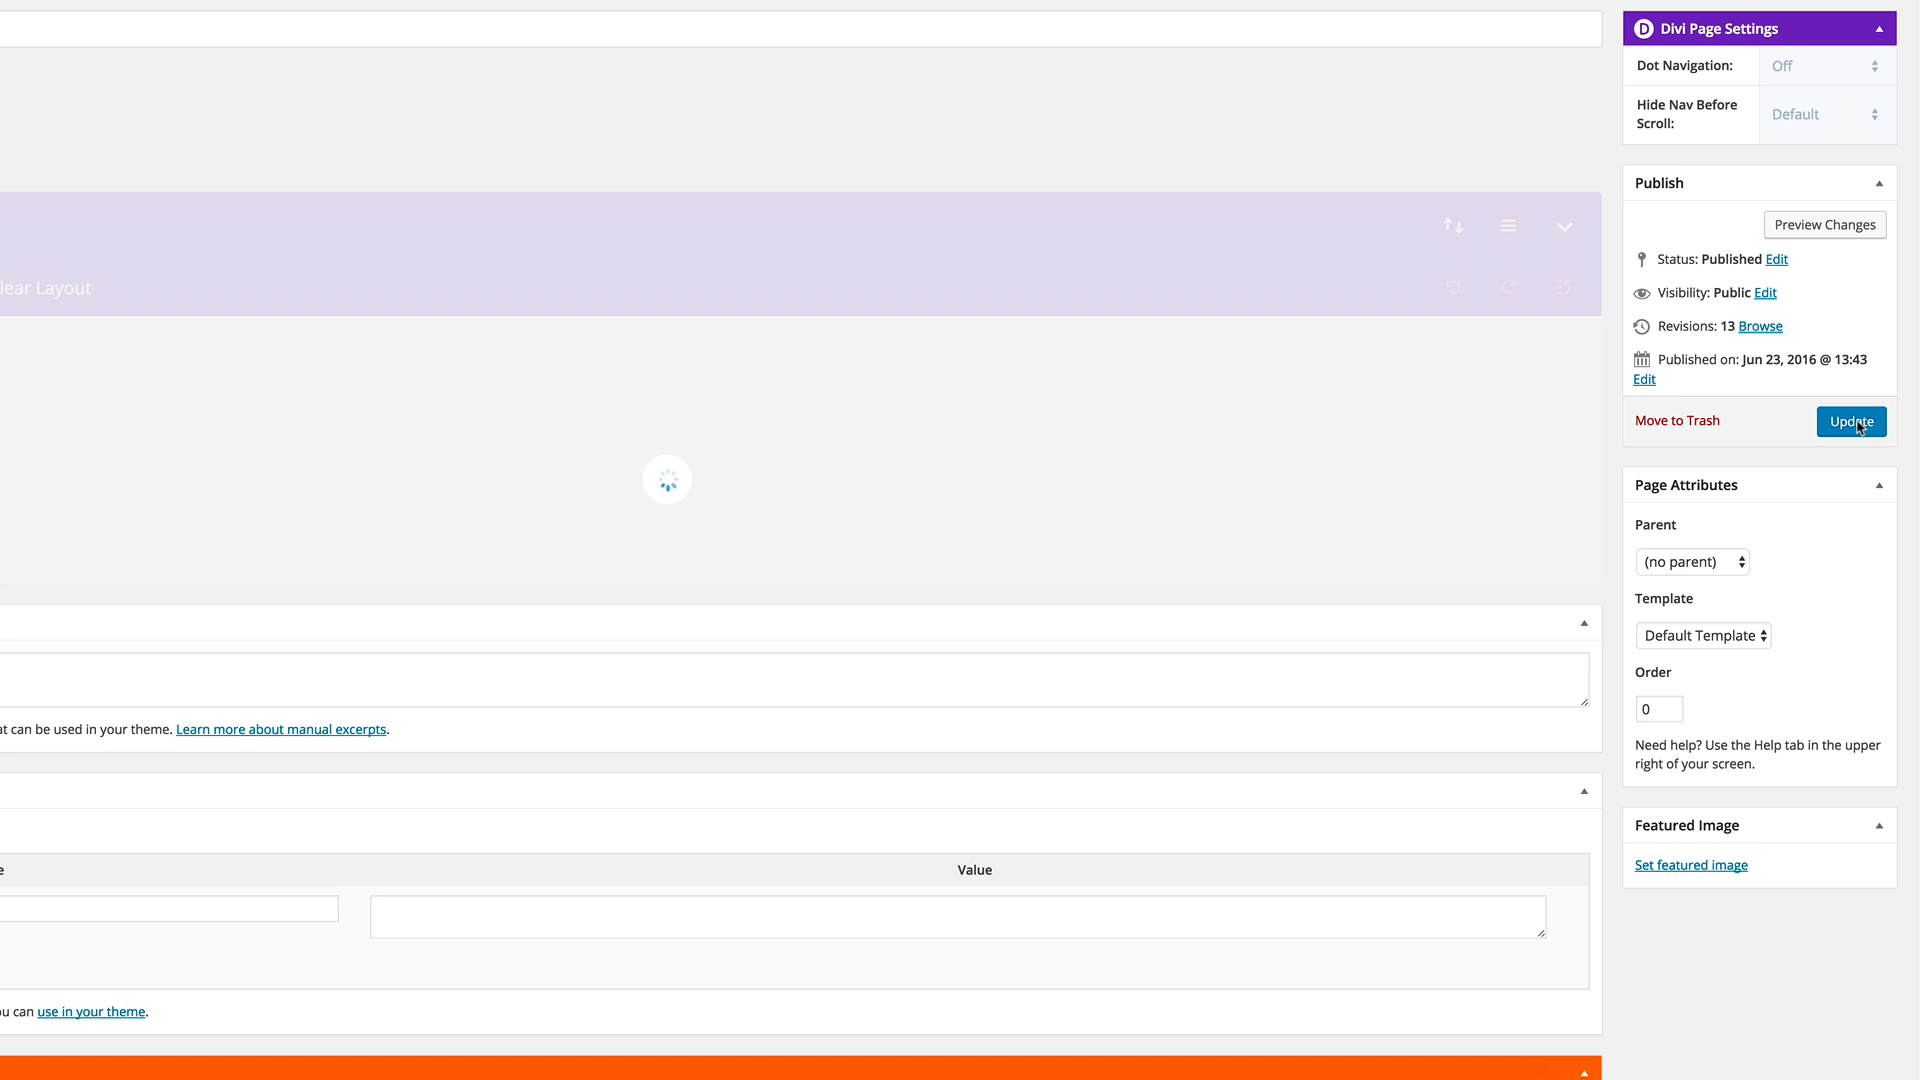 D Divi Page Settings
Dot Navigation: Off
Hide Nav Before Scroll: Default
Publish
Preview Changes
Status: Published Edit
lear Layout
Visibility: Public Edit
Revisions: 13 Browse
Published on: Jun 23, 2016 @ 13:43
Edit
Move to Trash Update
Page Attributes
Parent
(no parent)
Template
Default Template
Order
0
at can be used in your theme. Learn more about manual excerpts.
Need help? Use the Help tab in the upper
right of your screen.
Featured Image
e Value
Set featured image
ou can use in your theme.